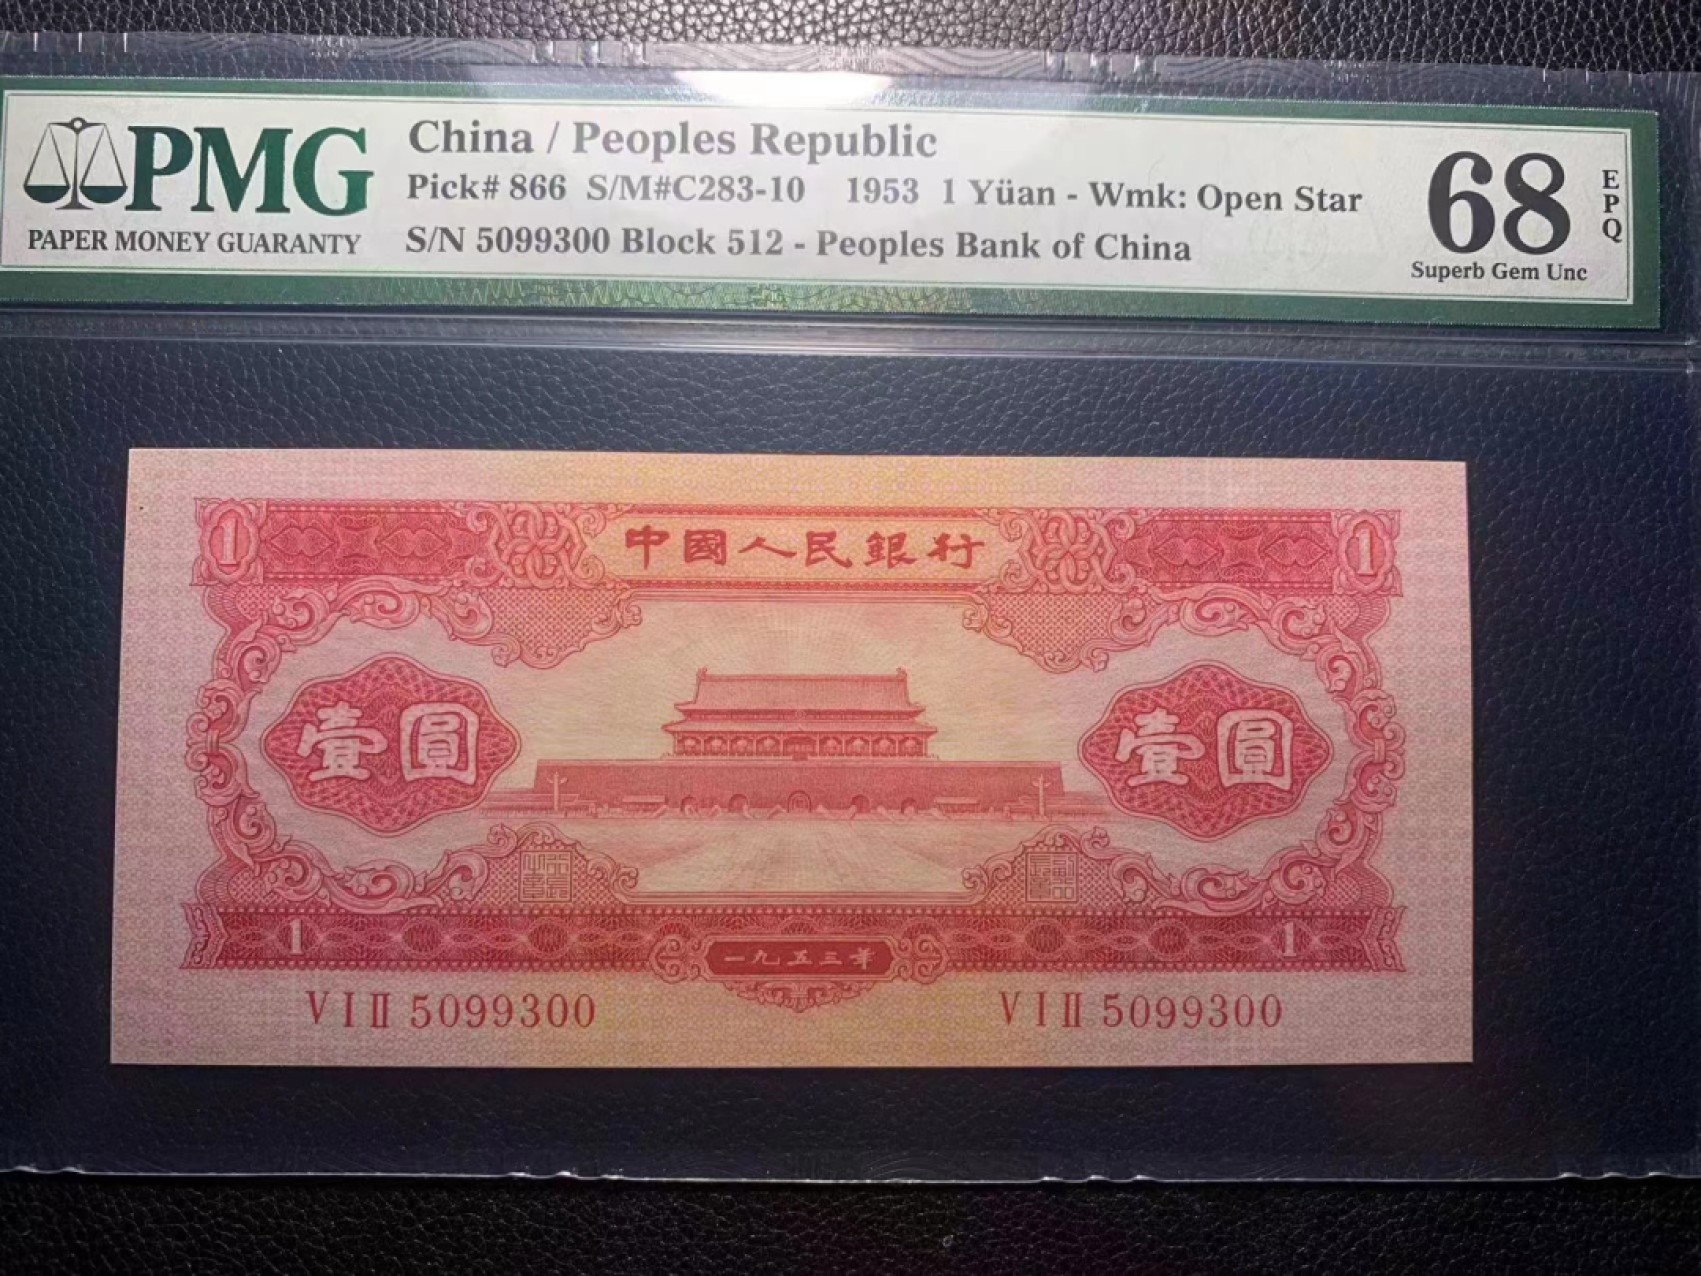 PMG
PAPER MONEY GUARANTY
China / Peoples Republic
Pick# 866 S/M#C283-10 1953 1 Yüan - Wmk: Open Star
S/N 5099300 Block 512 - Peoples Bank of China
68
EPQ
Superb Gem Unc
1 中國人民銀行 1
壹圓 壹圓
1 一九五三年 1
V I II 5099300 V I II 5099300